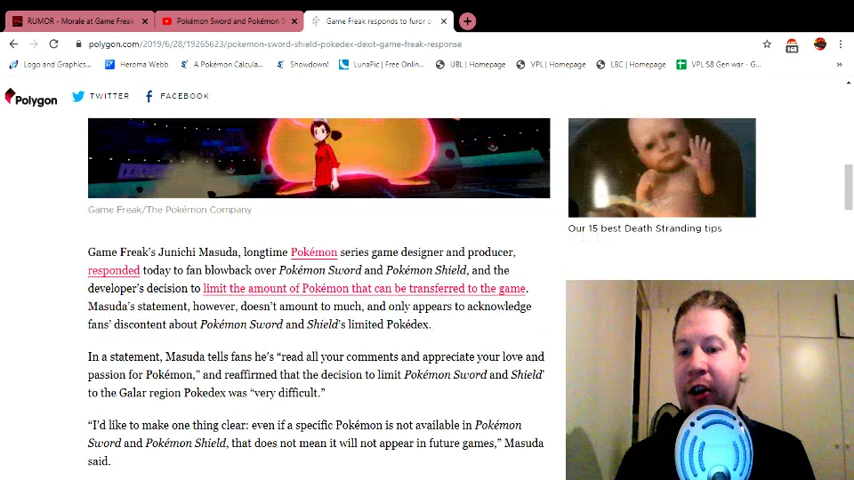 RUMOR - Morale at Game Freak
Pokémon Sword and Pokémon S
Game Freak responds to furor o
polygon.com/2019/6/28/19265623/pokemon-sword-shield-pokedex-dexit-game-freak-response
Logo and Graphics...
Heroma Webb
A Pokémon Calcula...
Showdown!
LunaPic | Free Onlin...
UBL | Homepage
VPL | Homepage
LBC | Homepage
VPL S8 Gen war - G...
Polygon
TWITTER
FACEBOOK
Game Freak/The Pokémon Company
Our 15 best Death Stranding tips
Game Freak's Junichi Masuda, longtime Pokémon series game designer and producer,
responded today to fan blowback over Pokémon Sword and Pokémon Shield, and the
developer's decision to limit the amount of Pokémon that can be transferred to the game.
Masuda's statement, however, doesn't amount to much, and only appears to acknowledge
fans' discontent about Pokémon Sword and Shield's limited Pokédex.
In a statement, Masuda tells fans he's “read all your comments and appreciate your love and
passion for Pokémon,” and reaffirmed that the decision to limit Pokémon Sword and Shield'
to the Galar region Pokedex was “very difficult.”
“I'd like to make one thing clear: even if a specific Pokémon is not available in Pokémon
Sword and Pokémon Shield, that does not mean it will not appear in future games,” Masuda
said.